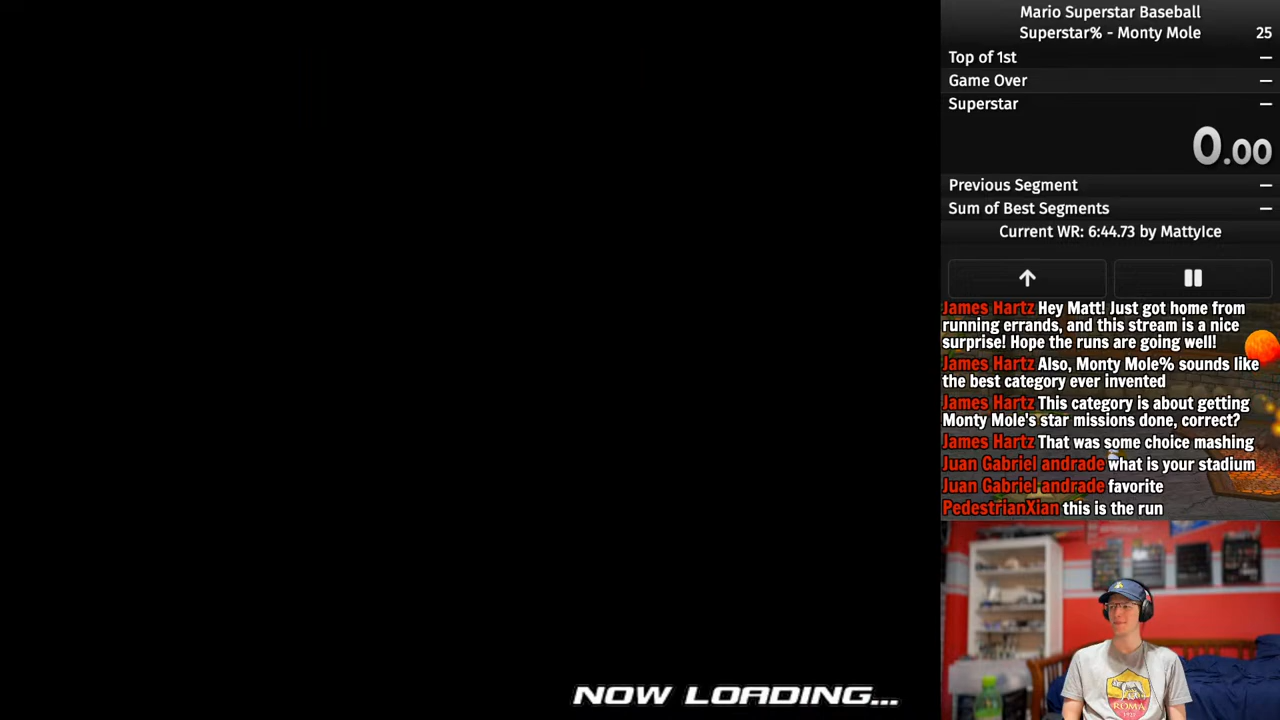 Mario Superstar Baseball
Superstar% - Monty Mole 25
Top of 1st —
Game Over —
Superstar —
0.00
Previous Segment —
Sum of Best Segments —
Current WR: 6:44.73 by MattyIce
James Hartz Hey Matt! Just got home from
running errands, and this stream is a nice
surprise! Hope the runs are going well!
James Hartz Also, Monty Mole% sounds like
the best category ever invented
James Hartz This category is about getting
Monty Mole's star missions done, correct?
James Hartz That was some choice mashing
Juan Gabriel andrade what is your stadium
Juan Gabriel andrade favorite
PedestrianXian this is the run
ROMA
NOW LOADING...